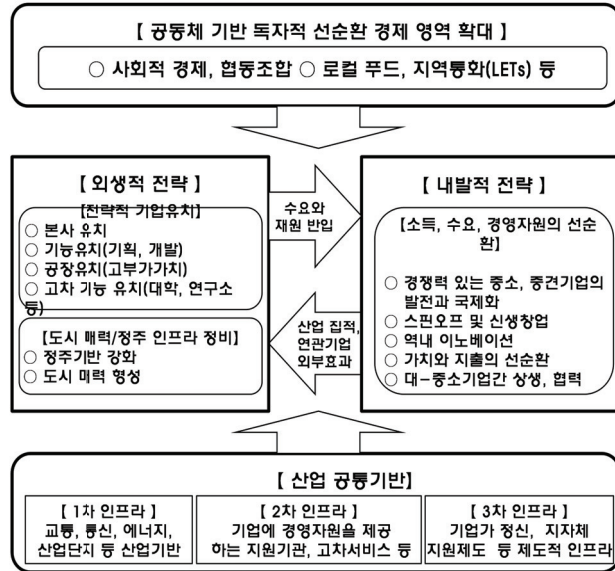 【 공동체 기반 독자적 선순환 경제 영역 확대 】
○ 사회적 경제, 협동조합 ○ 로컬 푸드, 지역통화(LETs) 등
【 외생적 전략 】
【전략적 기업유치】
○ 본사 유치
○ 기능유치(기획, 개발)
○ 공장유치(고부가가치)
○ 고차 기능 유치(대학, 연구소
등)
【도시 매력/정주 인프라 정비】
○ 정주기반 강화
○ 도시 매력 형성
수요와
재원 반입
산업 집적,
연관기업
외부효과
【 내발적 전략 】
【소득, 수요, 경영자원의 선순
환】
○ 경쟁력 있는 중소, 중견기업의
발전과 국제화
○ 스핀오프 및 신생창업
○ 역내 이노베이션
○ 가치와 지출의 선순환
○ 대-중소기업간 상생, 협력
【 산업 공통기반】
【 1차 인프라 】
교통, 통신, 에너지,
산업단지 등 산업기반
【 2차 인프라 】
기업에 경영자원을 제공
하는 지원기관, 고차서비스 등
【 3차 인프라 】
기업가 정신, 지자체
지원제도 등 제도적 인프라